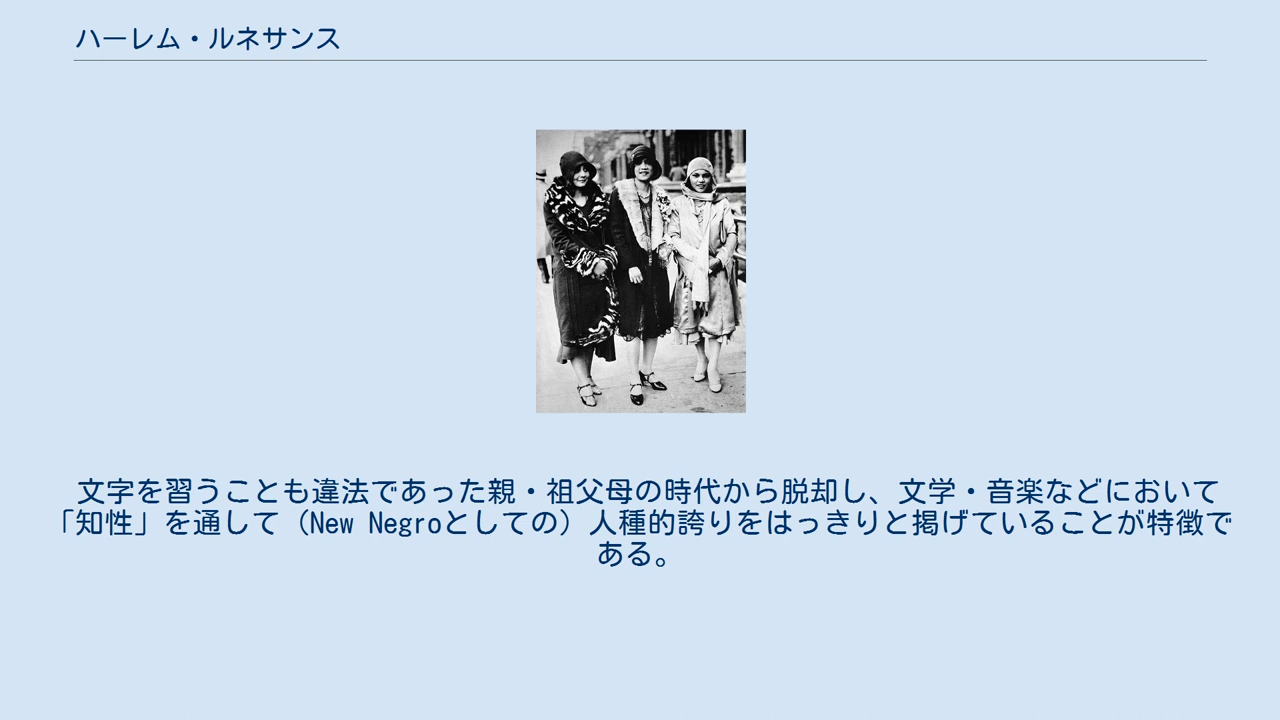 ハーレム・ルネサンス
文字を習うことも違法であった親・祖父母の時代から脱却し、文学・音楽などにおいて
「知性」を通して（New Negroとしての）人種的誇りをはっきりと掲げていることが特徴で
ある。